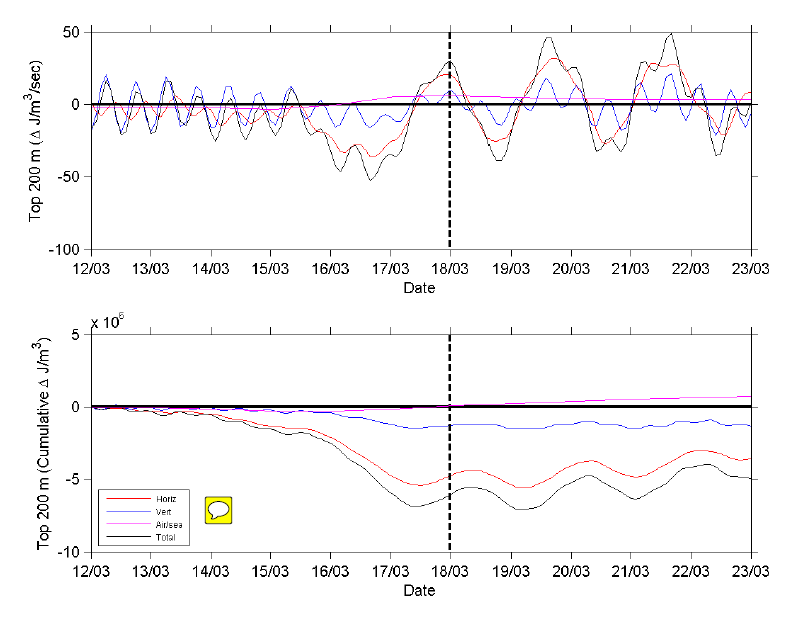 50
0
-50
-100
Top 200 m (Δ J/m³/sec)
12/03 13/03 14/03 15/03 16/03 17/03 18/03 19/03 20/03 21/03 22/03 23/03
Date
x 10⁶
5
0
-5
-10
Top 200 m (Cumulative Δ J/m³)
Horiz
Vert
Air/sea
Total
12/03 13/03 14/03 15/03 16/03 17/03 18/03 19/03 20/03 21/03 22/03 23/03
Date